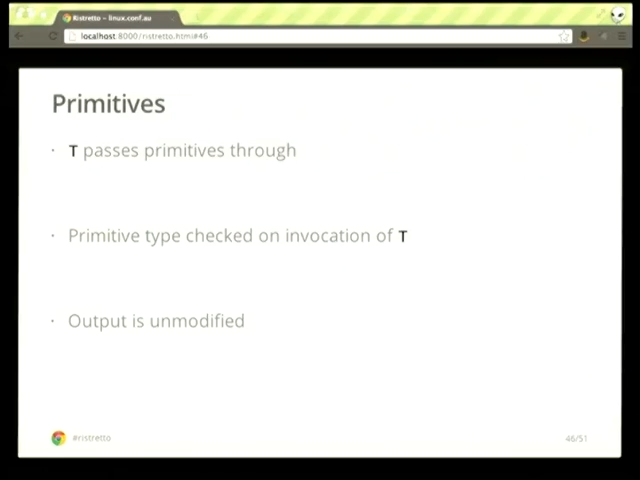 Ristretto – linux.conf.au
localhost:8000/ristretto.html#46
Primitives
· T passes primitives through
· Primitive type checked on invocation of T
· Output is unmodified
#ristretto
46/51